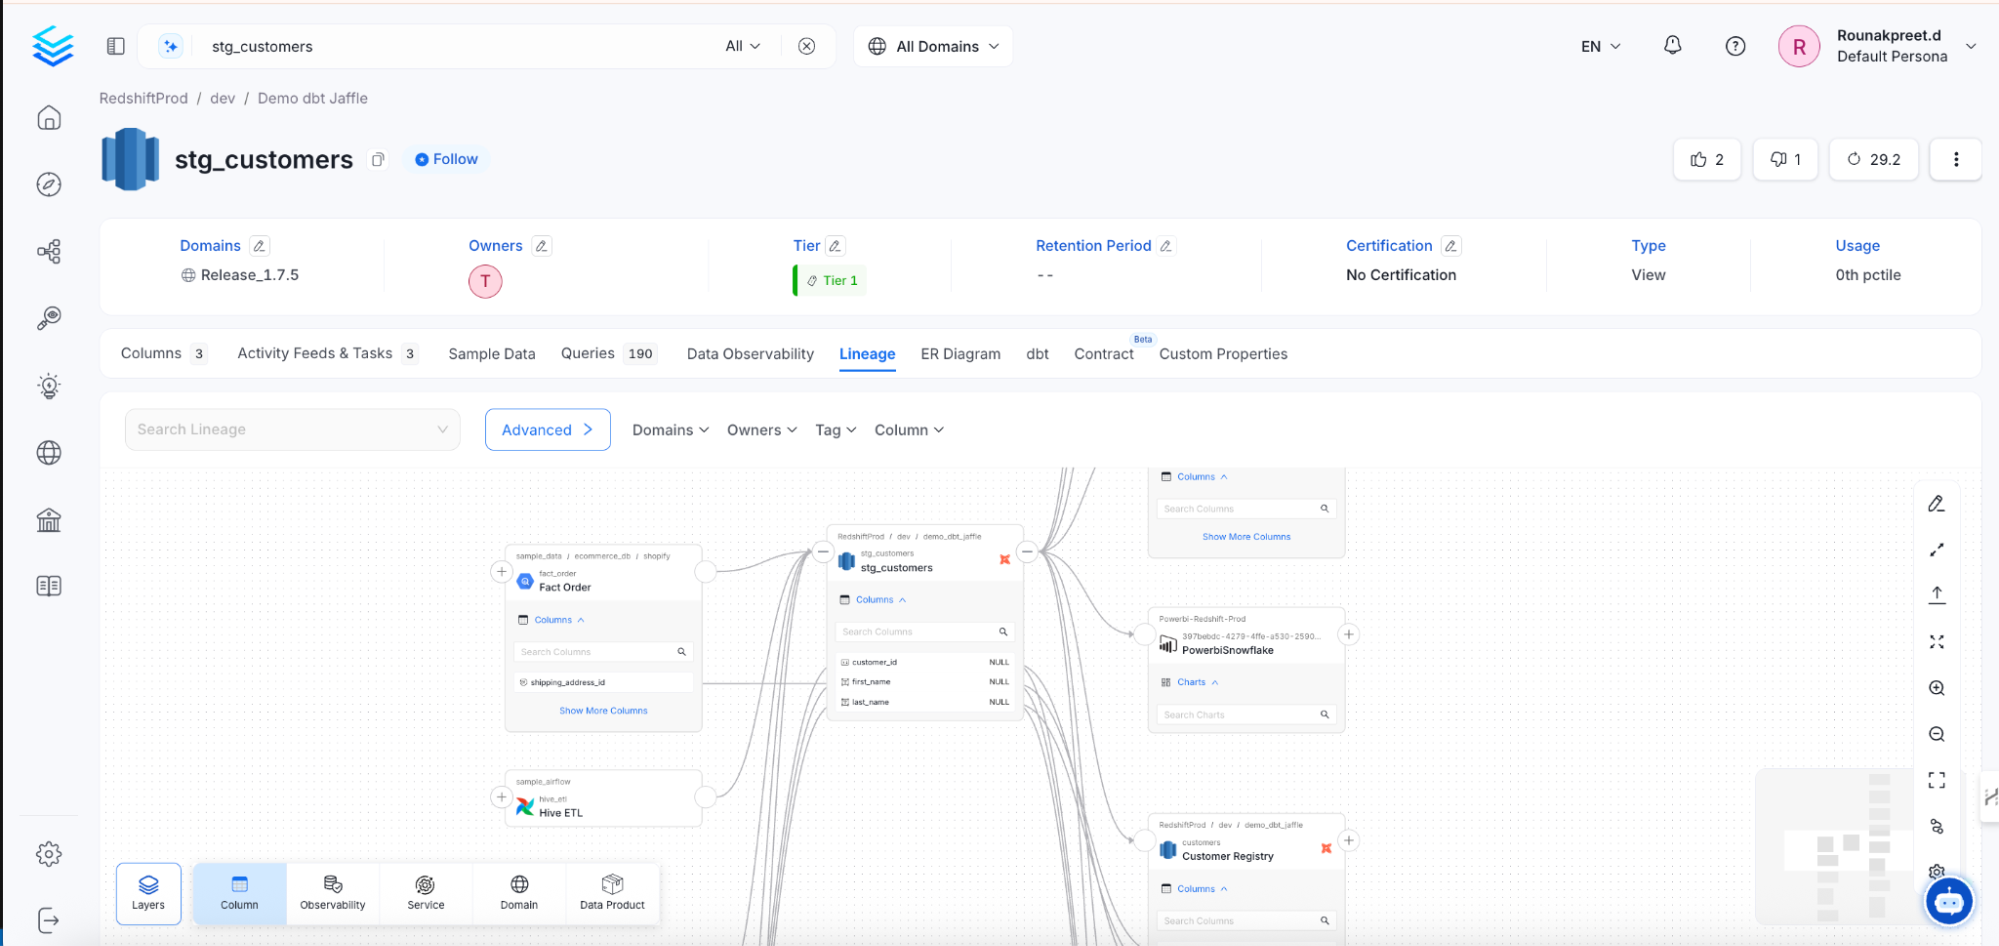 stg_customers
All
All Domains
EN
R
Rounakpreet.d
Default Persona
RedshiftProd / dev / Demo dbt Jaffle
stg_customers
Follow
2
1
29.2
Domains
Release_1.7.5
Owners
T
Tier
Tier 1
Retention Period
--
Certification
No Certification
Type
View
Usage
0th pctile
Columns 3
Activity Feeds & Tasks 3
Sample Data
Queries 190
Data Observability
Lineage
ER Diagram
dbt
Contract
Beta
Custom Properties
Search Lineage
Advanced
Domains
Owners
Tag
Column
Columns
Search Columns
Show More Columns
sample_data / ecommerce_db / shopify
fact_order
Fact Order
Columns
Search Columns
shipping_address_id
Show More Columns
RedshiftProd / dev / demo_dbt_jaffle
stg_customers
stg_customers
Columns
Search Columns
customer_id NULL
first_name NULL
last_name NULL
Powerbi-Redshift-Prod
397bebdc-4279-4ffe-a530-2590...
PowerbiSnowflake
Charts
Search Charts
sample_airflow
hive_etl
Hive ETL
RedshiftProd / dev / demo_dbt_jaffle
customers
Customer Registry
Columns
Search Columns
Layers
Column
Observability
Service
Domain
Data Product